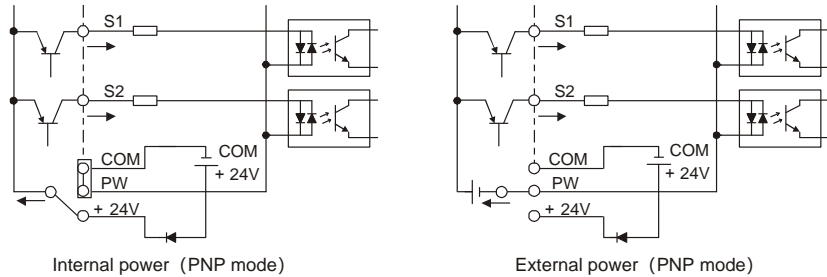 S1
S2
COM
COM
+ 24V
PW
+ 24V
Internal power (PNP mode)
S1
S2
COM
COM
+ 24V
PW
+ 24V
External power (PNP mode)